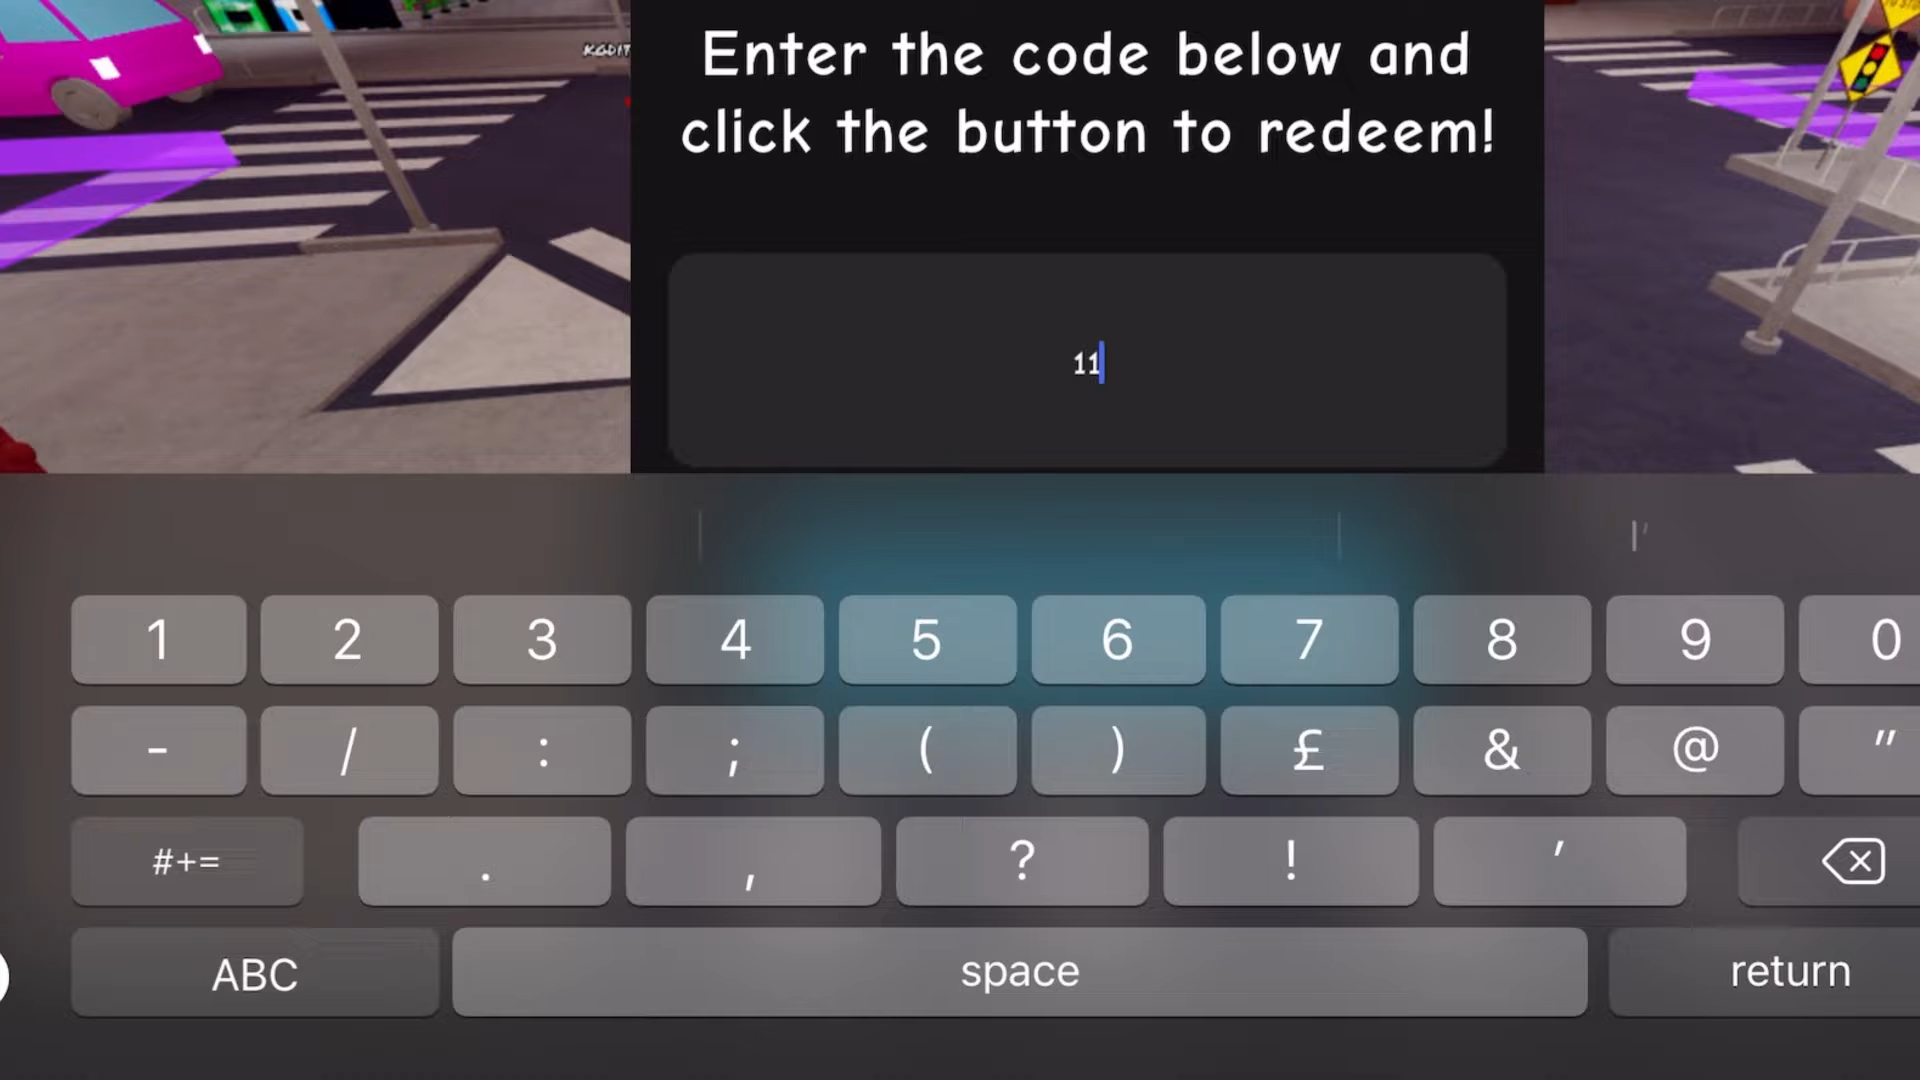 Enter the code below and
click the button to redeem!
11
1 2 3 4 5 6 7 8 9 0
- / : ; ( ) £ & @ "
#+= . , ? ! '
ABC space return